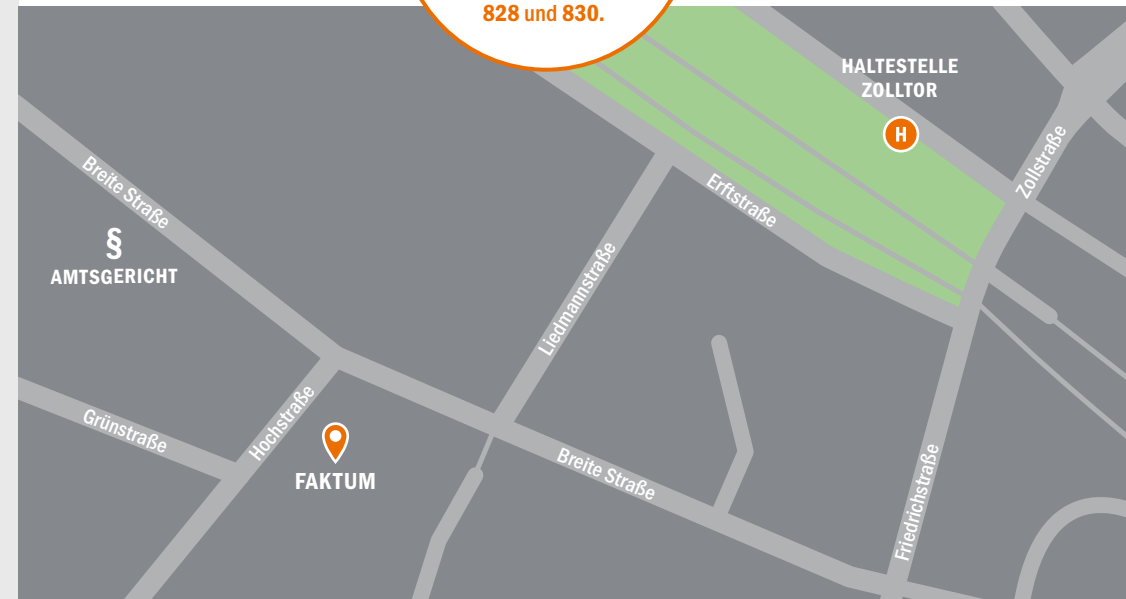 828 und 830.
HALTESTELLE
ZOLLTOR
H
Zollstraße
Breite Straße
Erftstraße
§
AMTSGERICHT
Liedmannstraße
Hochstraße
Grünstraße
FAKTUM
Breite Straße
Friedrichstraße